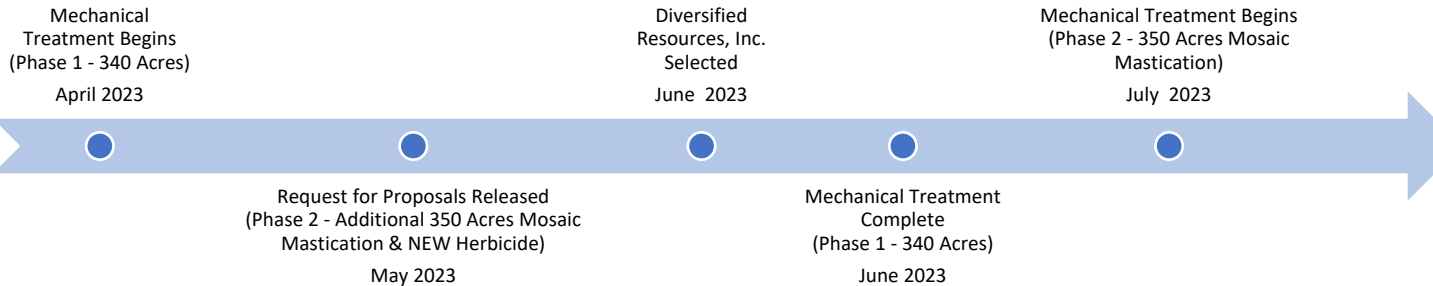 Mechanical
Treatment Begins
(Phase 1 - 340 Acres)
April 2023
Request for Proposals Released
(Phase 2 - Additional 350 Acres Mosaic
Mastication & NEW Herbicide)
May 2023
Diversified
Resources, Inc.
Selected
June  2023
Mechanical Treatment
Complete
(Phase 1 - 340 Acres)
June 2023
Mechanical Treatment Begins
(Phase 2 - 350 Acres Mosaic
Mastication)
July  2023